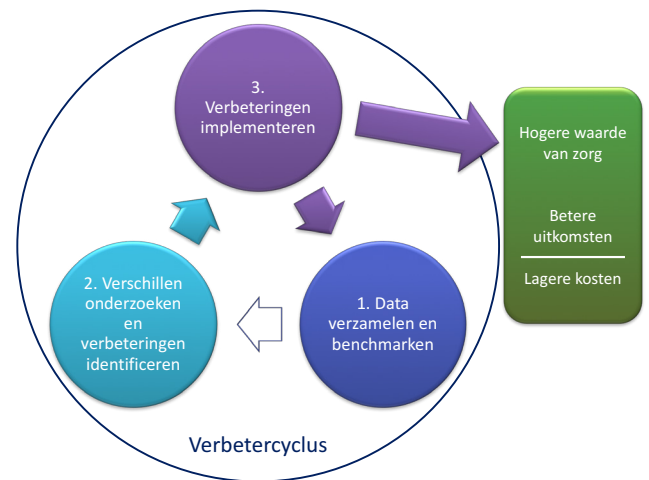 3.
Verbeteringen
implementeren
Hogere waarde
van zorg
Betere
uitkomsten
Lagere kosten
2. Verschillen
onderzoeken
en
verbeteringen
identificeren
1. Data
verzamelen en
benchmarken
Verbetercyclus